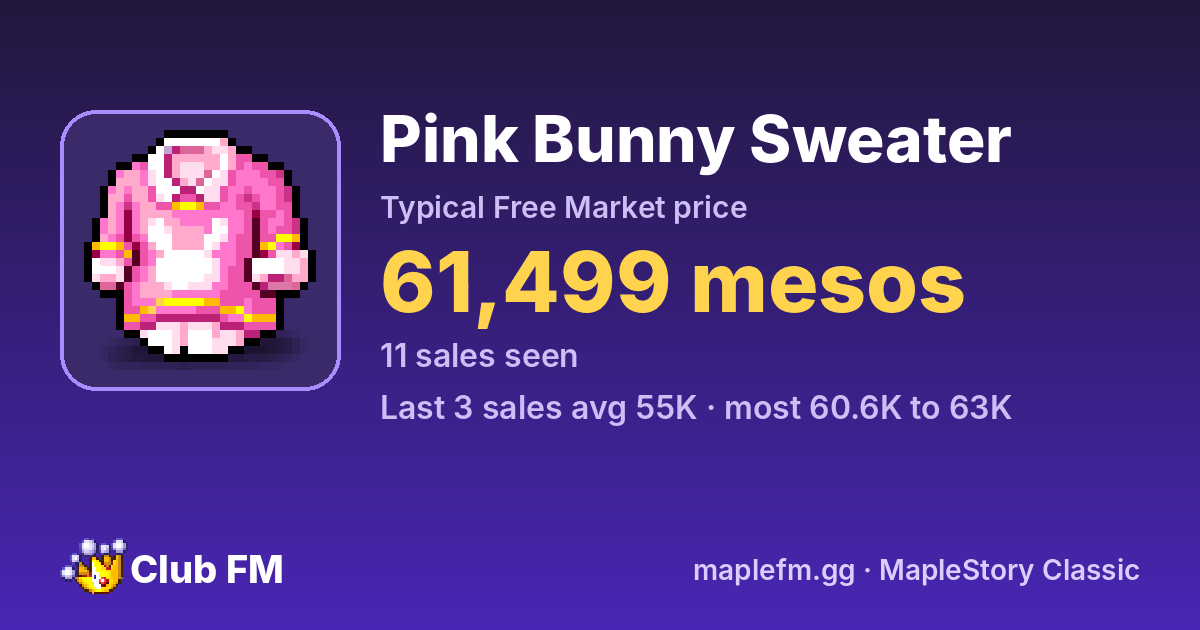 Pink Bunny Sweater
Typical Free Market price
61,499 mesos
11 sales seen
Last 3 sales avg 55K · most 60.6K to 63K
Club FM
maplefm.gg · MapleStory Classic